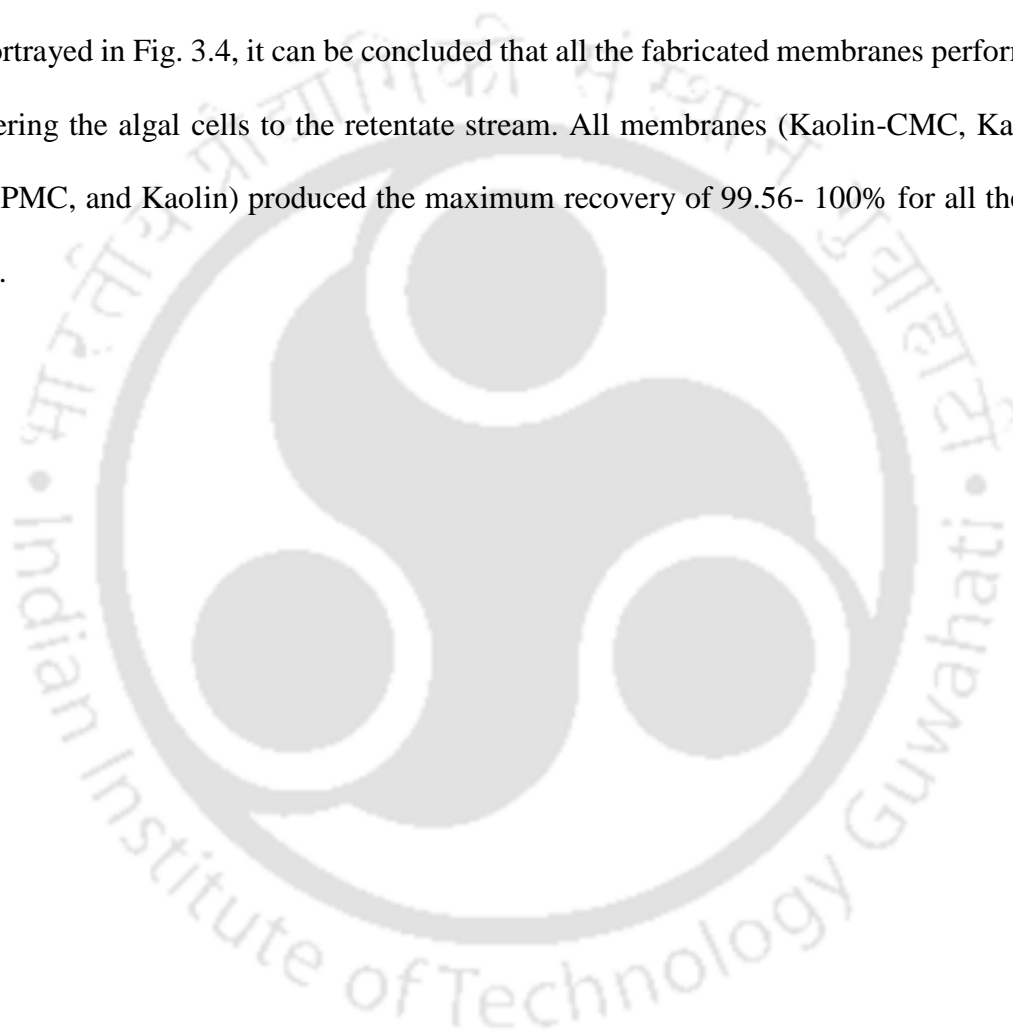 ortrayed in Fig. 3.4, it can be concluded that all the fabricated membranes perfor
ering the algal cells to the retentate stream. All membranes (Kaolin-CMC, Ka
PMC, and Kaolin) produced the maximum recovery of 99.56- 100% for all the
.
भारतीय प्रौद्योगिकी संस्थान गुवाहाटी
• Indian Institute of Technology Guwahati •